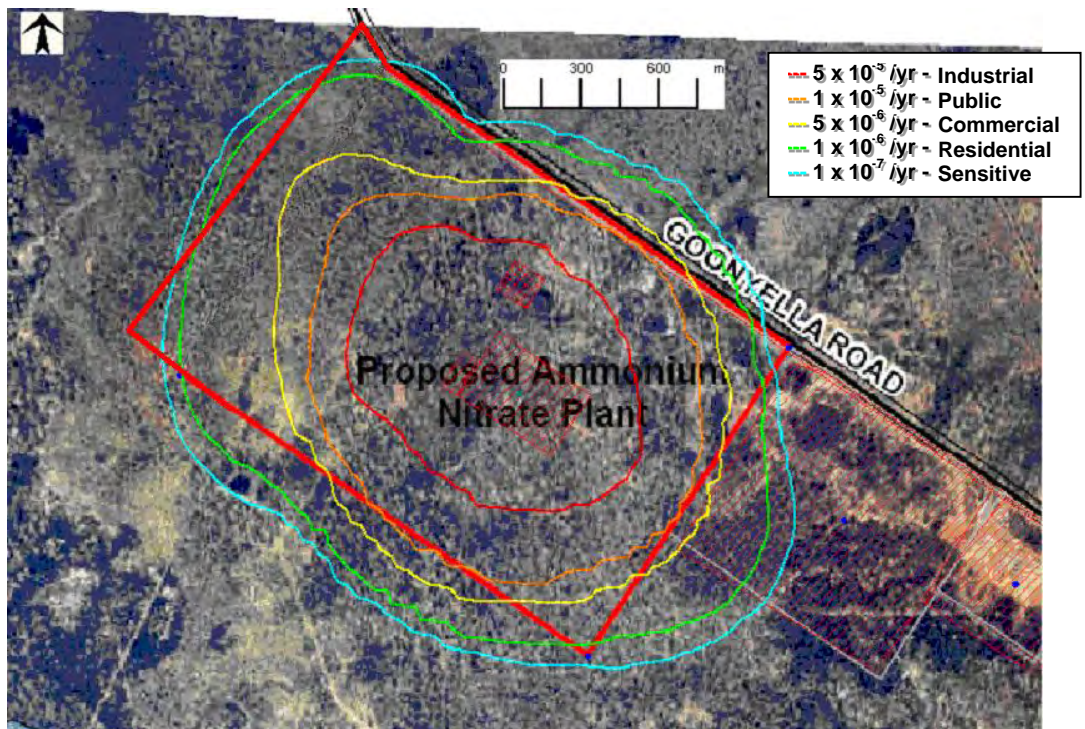 0 300 600 m
5 x 10⁻⁵ /yr - Industrial
1 x 10⁻⁵ /yr - Public
5 x 10⁻⁶ /yr - Commercial
1 x 10⁻⁶ /yr - Residential
1 x 10⁻⁷ /yr - Sensitive
GOONYELLA ROAD
Proposed Ammonium
Nitrate Plant